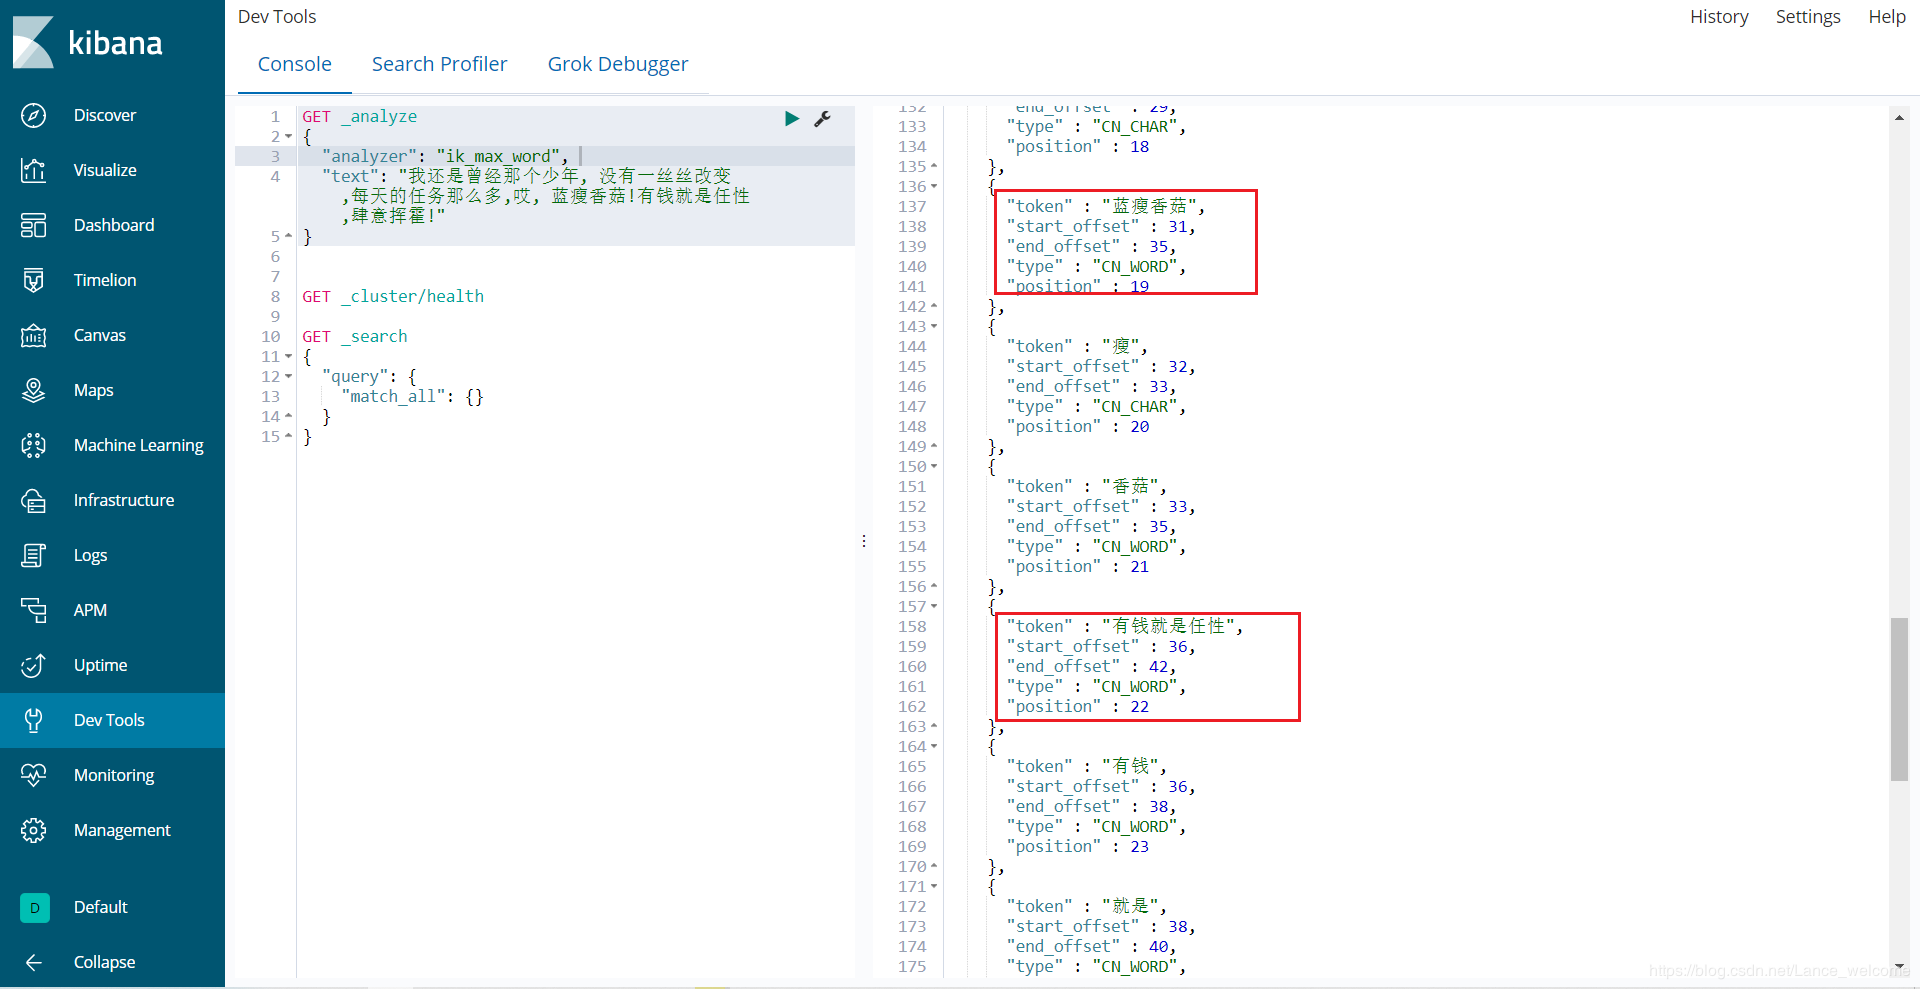 kibana
Discover
Visualize
Dashboard
Timelion
Canvas
Maps
Machine Learning
Infrastructure
Logs
APM
Uptime
Dev Tools
Monitoring
Management
D Default
Collapse
Dev Tools
History Settings Help
Console Search Profiler Grok Debugger
1 GET _analyze
2 {
3 "analyzer": "ik_max_word",
4 "text": "我还是曾经那个少年, 没有一丝丝改变
,每天的任务那么多,哎, 蓝瘦香菇!有钱就是任性
,肆意挥霍!"
5 }
6
7
8 GET _cluster/health
9
10 GET _search
11 {
12 "query": {
13 "match_all": {}
14 }
15 }
132 "end_offset" : 29,
133 "type" : "CN_CHAR",
134 "position" : 18
135 },
136 {
137 "token" : "蓝瘦香菇",
138 "start_offset" : 31,
139 "end_offset" : 35,
140 "type" : "CN_WORD",
141 "position" : 19
142 },
143 {
144 "token" : "瘦",
145 "start_offset" : 32,
146 "end_offset" : 33,
147 "type" : "CN_CHAR",
148 "position" : 20
149 },
150 {
151 "token" : "香菇",
152 "start_offset" : 33,
153 "end_offset" : 35,
154 "type" : "CN_WORD",
155 "position" : 21
156 },
157 {
158 "token" : "有钱就是任性",
159 "start_offset" : 36,
160 "end_offset" : 42,
161 "type" : "CN_WORD",
162 "position" : 22
163 },
164 {
165 "token" : "有钱",
166 "start_offset" : 36,
167 "end_offset" : 38,
168 "type" : "CN_WORD",
169 "position" : 23
170 },
171 {
172 "token" : "就是",
173 "start_offset" : 38,
174 "end_offset" : 40,
175 "type" : "CN_WORD",
https://blog.csdn.net/Lance_welcome